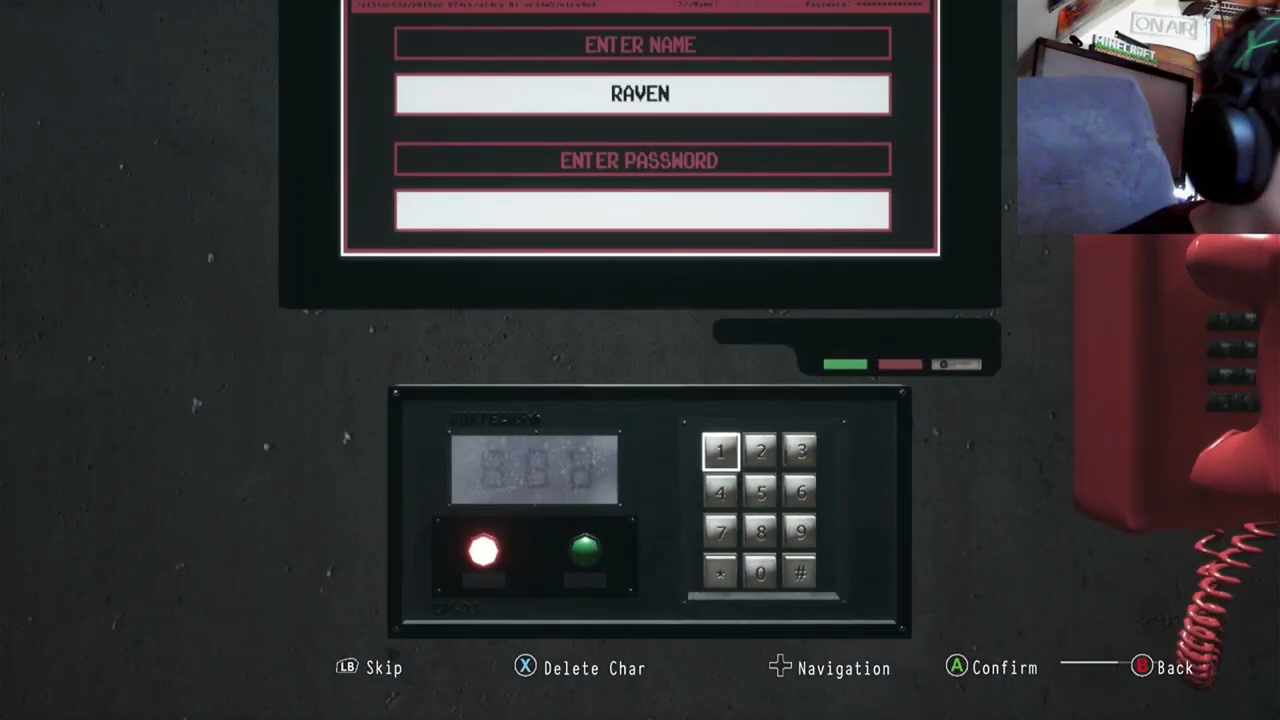 ON AIR
MINECRAFT
ENTER NAME
RAVEN
ENTER PASSWORD
1 2 3
4 5 6
7 8 9
* 0 #
LB Skip X Delete Char Navigation A Confirm B Back